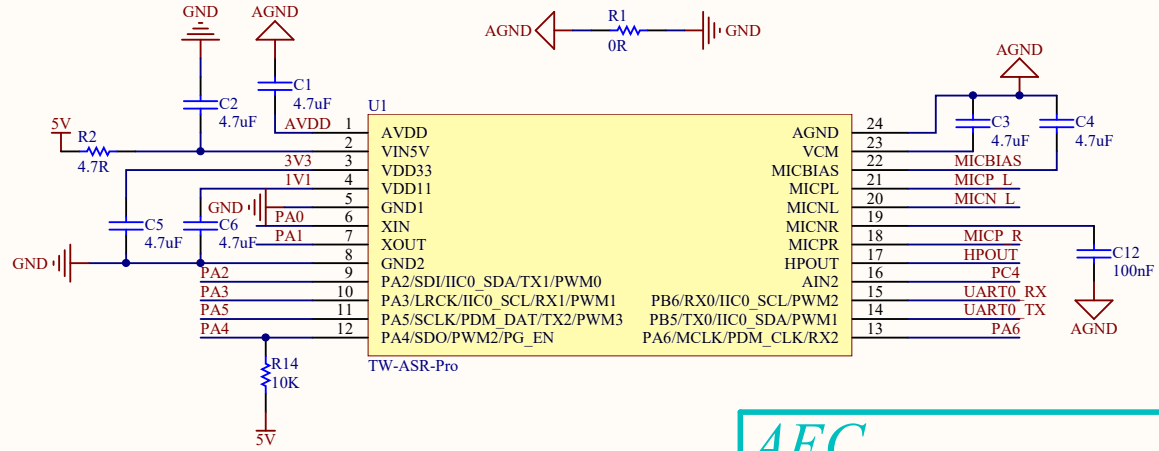 GND
AGND
C1
4.7uF
C2
4.7uF
5V
R2
4.7R
AGND
R1
0R
GND
AGND
C3
4.7uF
C4
4.7uF
U1
AVDD 1 AVDD
2 VIN5V
3V3 3 VDD33
1V1 4 VDD11
GND 5 GND1
PA0 6 XIN
PA1 7 XOUT
8 GND2
PA2 9 PA2/SDI/IIC0_SDA/TX1/PWM0
PA3 10 PA3/LRCK/IIC0_SCL/RX1/PWM1
PA5 11 PA5/SCLK/PDM_DAT/TX2/PWM3
PA4 12 PA4/SDO/PWM2/PG_EN
AGND 24
VCM 23
MICBIAS 22 MICBIAS
MICPL 21 MICP_L
MICNL 20 MICN_L
MICNR 19
MICPR 18 MICP_R
HPOUT 17 HPOUT
AIN2 16 PC4
PB6/RX0/IIC0_SCL/PWM2 15 UART0_RX
PB5/TX0/IIC0_SDA/PWM1 14 UART0_TX
PA6/MCLK/PDM_CLK/RX2 13 PA6
TW-ASR-Pro
C5
4.7uF
C6
4.7uF
GND
C12
100nF
AGND
R14
10K
5V
AEC